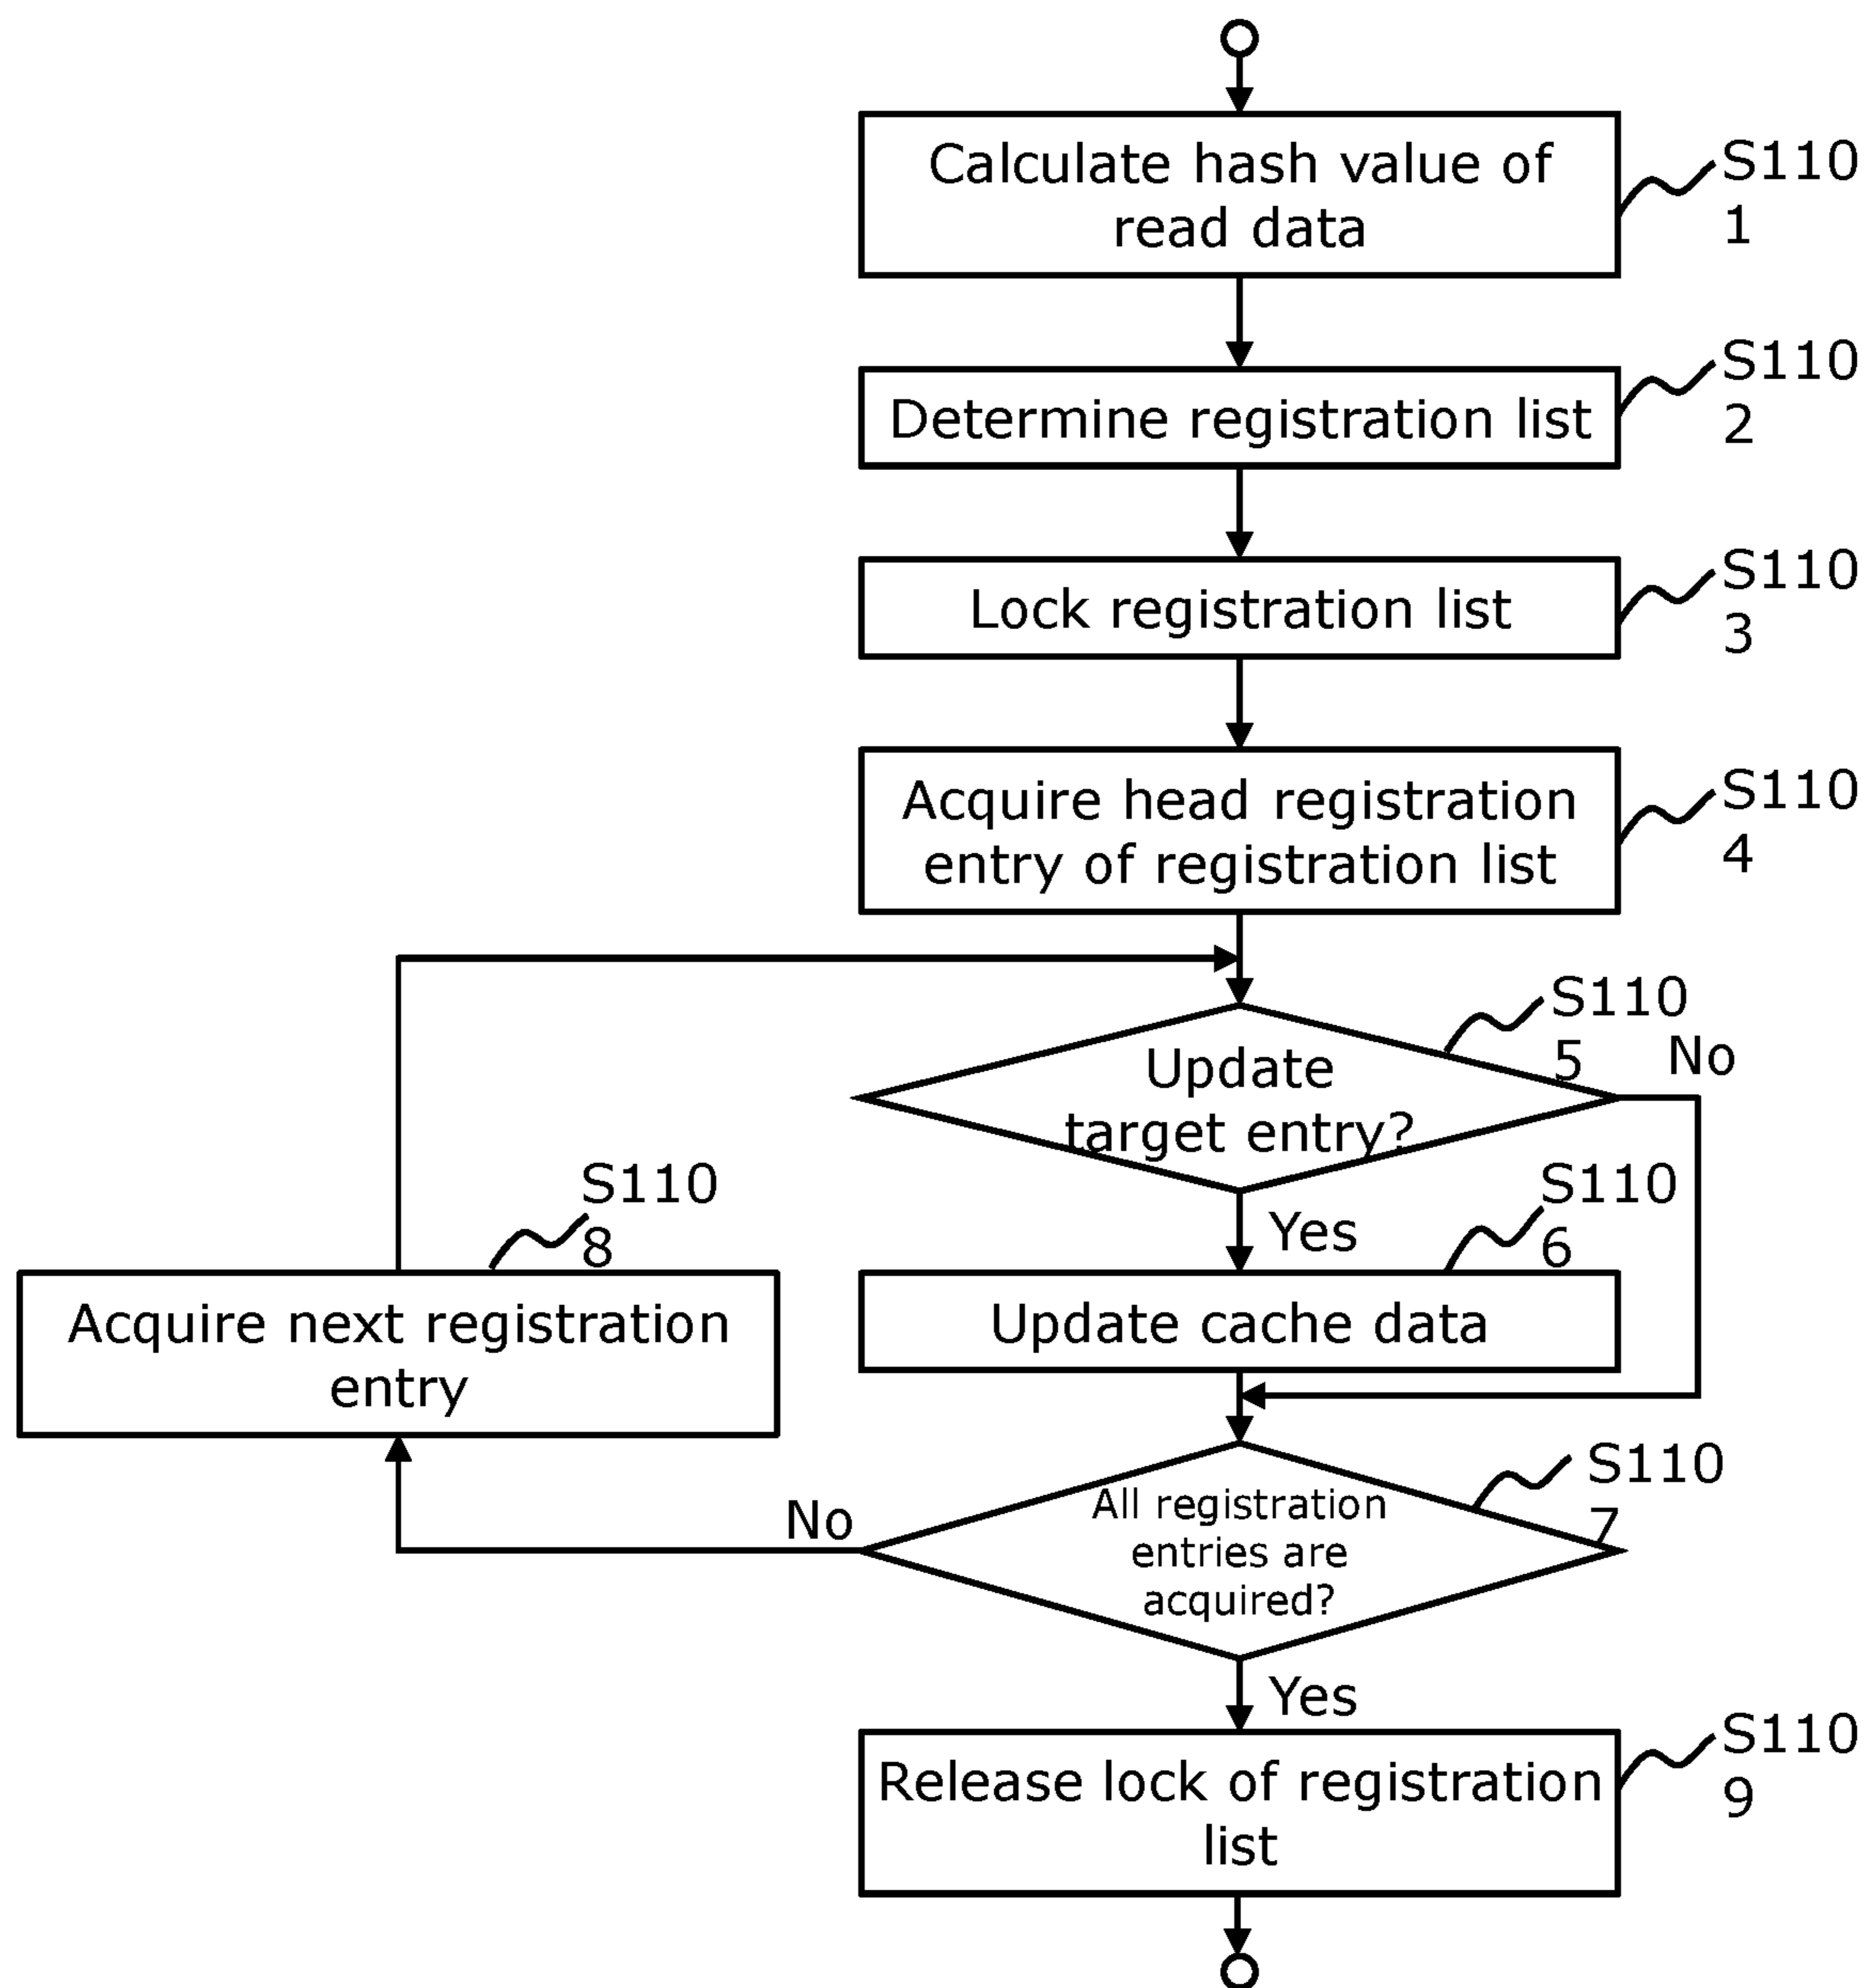 Calculate hash value of
read data
S110
1
Determine registration list
S110
2
Lock registration list
S110
3
Acquire head registration
entry of registration list
S110
4
Update
target entry?
S110
5
No
Yes
Update cache data
S110
6
S110
8
Acquire next registration
entry
All registration
entries are
acquired?
S110
7
No
Yes
Release lock of registration
list
S110
9